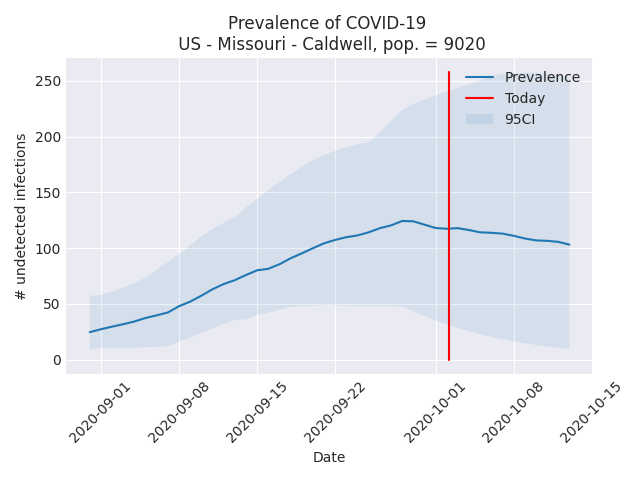 Prevalence of COVID-19
US - Missouri - Caldwell, pop. = 9020
250
200
150
100
50
0
# undetected infections
Prevalence
Today
95CI
2020-09-01
2020-09-08
2020-09-15
2020-09-22
2020-10-01
2020-10-08
2020-10-15
Date